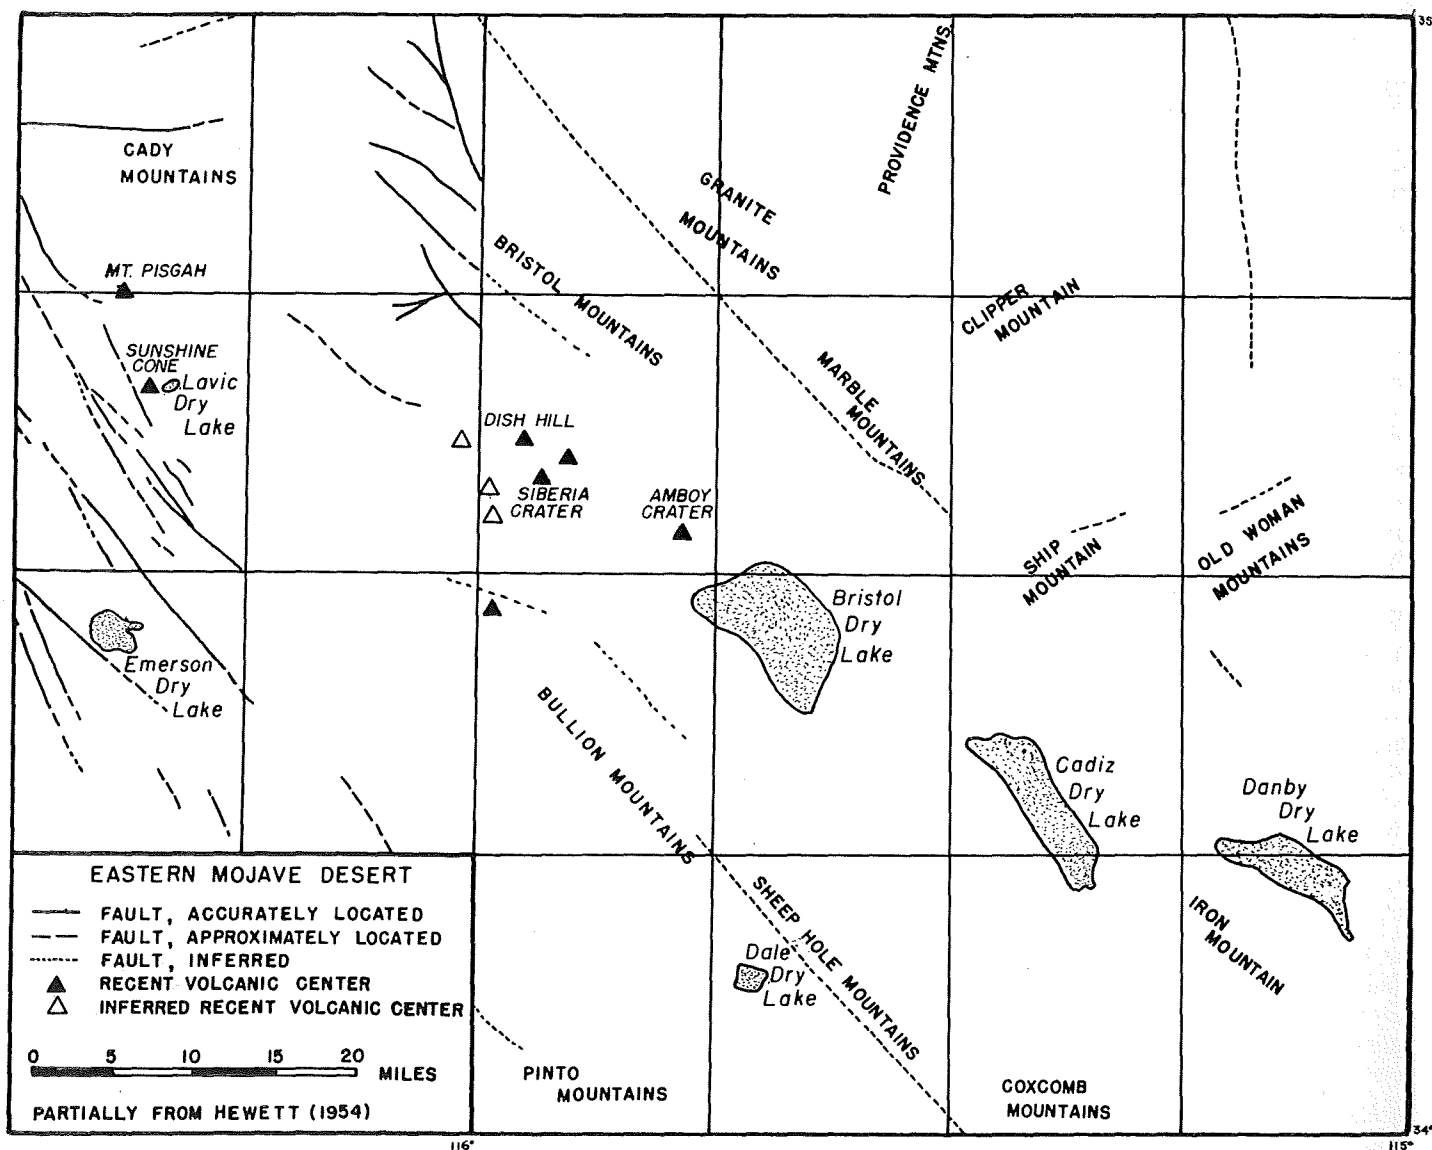 35
PROVIDENCE MTNS.
CADY
MOUNTAINS
GRANITE
MOUNTAINS
BRISTOL MOUNTAINS
MT. PISGAH
CLIPPER
MOUNTAIN
SUNSHINE
CONE
Lavic
Dry
Lake
MARBLE
MOUNTAINS
DISH HILL
SIBERIA
CRATER
AMBOY
CRATER
SHIP
MOUNTAIN
OLD WOMAN
MOUNTAINS
Bristol
Dry
Lake
Emerson
Dry
Lake
BULLION MOUNTAINS
Cadiz
Dry
Lake
Danby
Dry
Lake
SHEEP HOLE MOUNTAINS
IRON
MOUNTAIN
Dale
Dry
Lake
PINTO
MOUNTAINS
COXCOMB
MOUNTAINS
EASTERN MOJAVE DESERT
FAULT, ACCURATELY LOCATED
FAULT, APPROXIMATELY LOCATED
FAULT, INFERRED
RECENT VOLCANIC CENTER
INFERRED RECENT VOLCANIC CENTER
0 5 10 15 20 MILES
PARTIALLY FROM HEWETT (1954)
34°
116°
115°